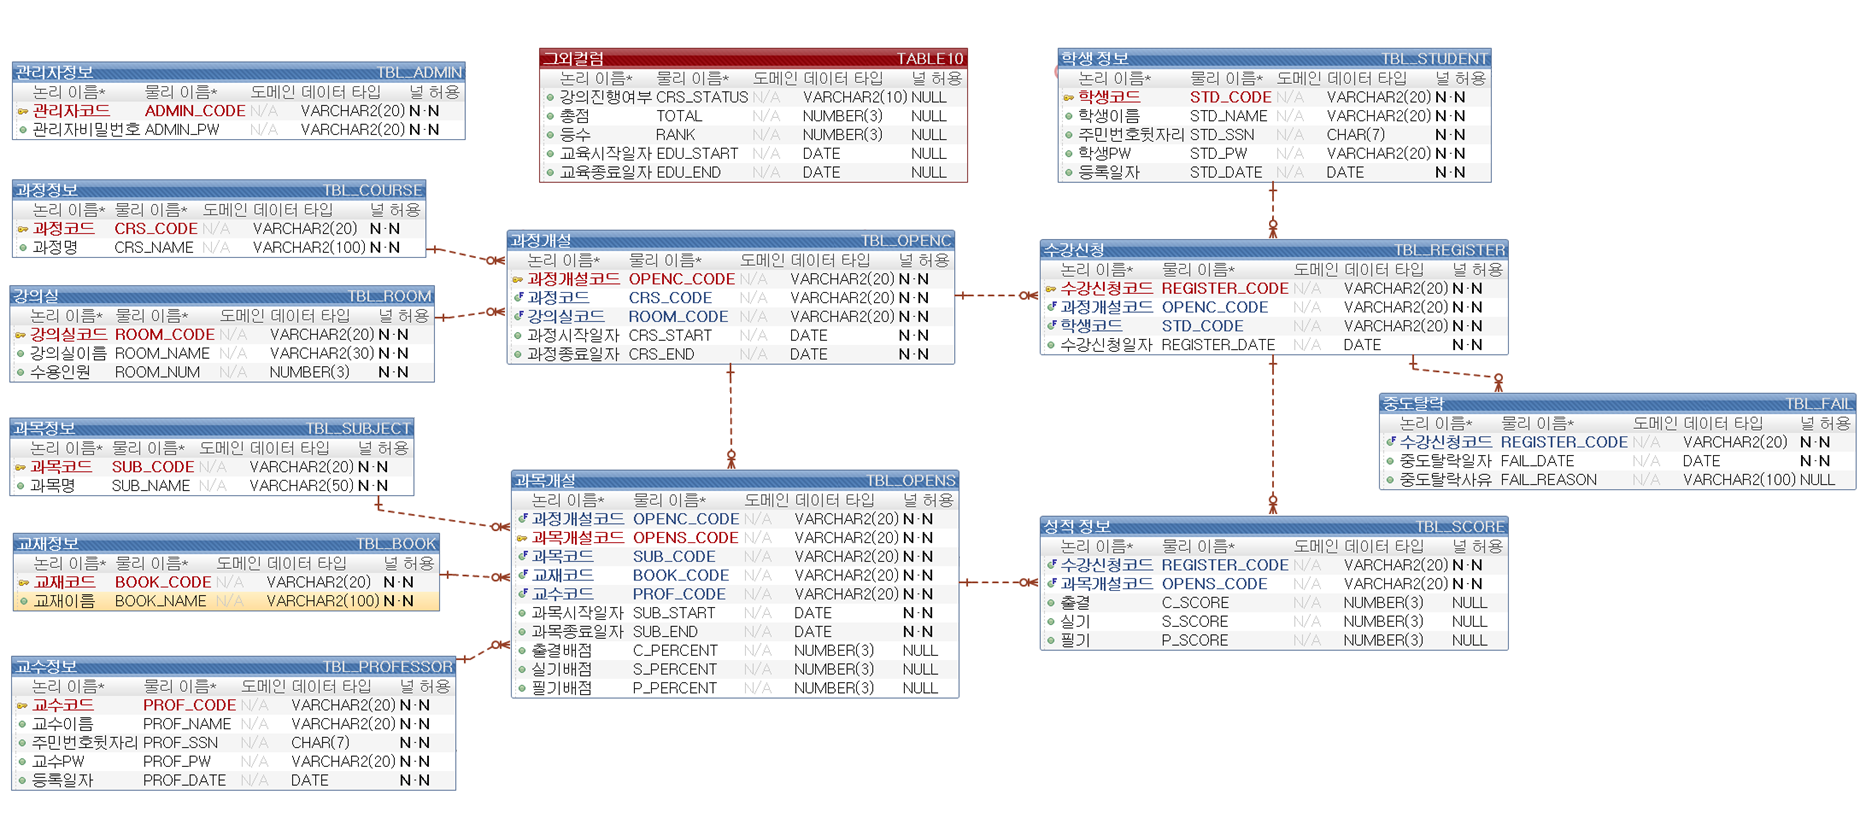 관리자정보 TBL_ADMIN
논리 이름* 물리 이름* 도메인 데이터 타입 널 허용
관리자코드 ADMIN_CODE N/A VARCHAR2(20) N·N
관리자비밀번호 ADMIN_PW N/A VARCHAR2(20) N·N
과정정보 TBL_COURSE
논리 이름* 물리 이름* 도메인 데이터 타입 널 허용
과정코드 CRS_CODE N/A VARCHAR2(20) N·N
과정명 CRS_NAME N/A VARCHAR2(100) N·N
강의실 TBL_ROOM
논리 이름* 물리 이름* 도메인 데이터 타입 널 허용
강의실코드 ROOM_CODE N/A VARCHAR2(20) N·N
강의실이름 ROOM_NAME N/A VARCHAR2(30) N·N
수용인원 ROOM_NUM N/A NUMBER(3) N·N
과목정보 TBL_SUBJECT
논리 이름* 물리 이름* 도메인 데이터 타입 널 허용
과목코드 SUB_CODE N/A VARCHAR2(20) N·N
과목명 SUB_NAME N/A VARCHAR2(50) N·N
교재정보 TBL_BOOK
논리 이름* 물리 이름* 도메인 데이터 타입 널 허용
교재코드 BOOK_CODE N/A VARCHAR2(20) N·N
교재이름 BOOK_NAME N/A VARCHAR2(100) N·N
교수정보 TBL_PROFESSOR
논리 이름* 물리 이름* 도메인 데이터 타입 널 허용
교수코드 PROF_CODE N/A VARCHAR2(20) N·N
교수이름 PROF_NAME N/A VARCHAR2(20) N·N
주민번호뒷자리 PROF_SSN N/A CHAR(7) N·N
교수PW PROF_PW N/A VARCHAR2(20) N·N
등록일자 PROF_DATE N/A DATE N·N
그외컬럼 TABLE10
논리 이름* 물리 이름* 도메인 데이터 타입 널 허용
강의진행여부 CRS_STATUS N/A VARCHAR2(10) NULL
총점 TOTAL N/A NUMBER(3) NULL
등수 RANK N/A NUMBER(3) NULL
교육시작일자 EDU_START N/A DATE NULL
교육종료일자 EDU_END N/A DATE NULL
과정개설 TBL_OPENC
논리 이름* 물리 이름* 도메인 데이터 타입 널 허용
과정개설코드 OPENC_CODE N/A VARCHAR2(20) N·N
과정코드 CRS_CODE N/A VARCHAR2(20) N·N
강의실코드 ROOM_CODE N/A VARCHAR2(20) N·N
과정시작일자 CRS_START N/A DATE N·N
과정종료일자 CRS_END N/A DATE N·N
과목개설 TBL_OPENS
논리 이름* 물리 이름* 도메인 데이터 타입 널 허용
과정개설코드 OPENC_CODE N/A VARCHAR2(20) N·N
과목개설코드 OPENS_CODE N/A VARCHAR2(20) N·N
과목코드 SUB_CODE N/A VARCHAR2(20) N·N
교재코드 BOOK_CODE N/A VARCHAR2(20) N·N
교수코드 PROF_CODE N/A VARCHAR2(20) N·N
과목시작일자 SUB_START N/A DATE N·N
과목종료일자 SUB_END N/A DATE N·N
출결배점 C_PERCENT N/A NUMBER(3) NULL
실기배점 S_PERCENT N/A NUMBER(3) NULL
필기배점 P_PERCENT N/A NUMBER(3) NULL
학생 정보 TBL_STUDENT
논리 이름* 물리 이름* 도메인 데이터 타입 널 허용
학생코드 STD_CODE N/A VARCHAR2(20) N·N
학생이름 STD_NAME N/A VARCHAR2(20) N·N
주민번호뒷자리 STD_SSN N/A CHAR(7) N·N
학생PW STD_PW N/A VARCHAR2(20) N·N
등록일자 STD_DATE N/A DATE N·N
수강신청 TBL_REGISTER
논리 이름* 물리 이름* 도메인 데이터 타입 널 허용
수강신청코드 REGISTER_CODE N/A VARCHAR2(20) N·N
과정개설코드 OPENC_CODE N/A VARCHAR2(20) N·N
학생코드 STD_CODE N/A VARCHAR2(20) N·N
수강신청일자 REGISTER_DATE N/A DATE N·N
중도탈락 TBL_FAIL
논리 이름* 물리 이름* 도메인 데이터 타입 널 허용
수강신청코드 REGISTER_CODE N/A VARCHAR2(20) N·N
중도탈락일자 FAIL_DATE N/A DATE N·N
중도탈락사유 FAIL_REASON N/A VARCHAR2(100) NULL
성적 정보 TBL_SCORE
논리 이름* 물리 이름* 도메인 데이터 타입 널 허용
수강신청코드 REGISTER_CODE N/A VARCHAR2(20) N·N
과목개설코드 OPENS_CODE N/A VARCHAR2(20) N·N
출결 C_SCORE N/A NUMBER(3) NULL
실기 S_SCORE N/A NUMBER(3) NULL
필기 P_SCORE N/A NUMBER(3) NULL